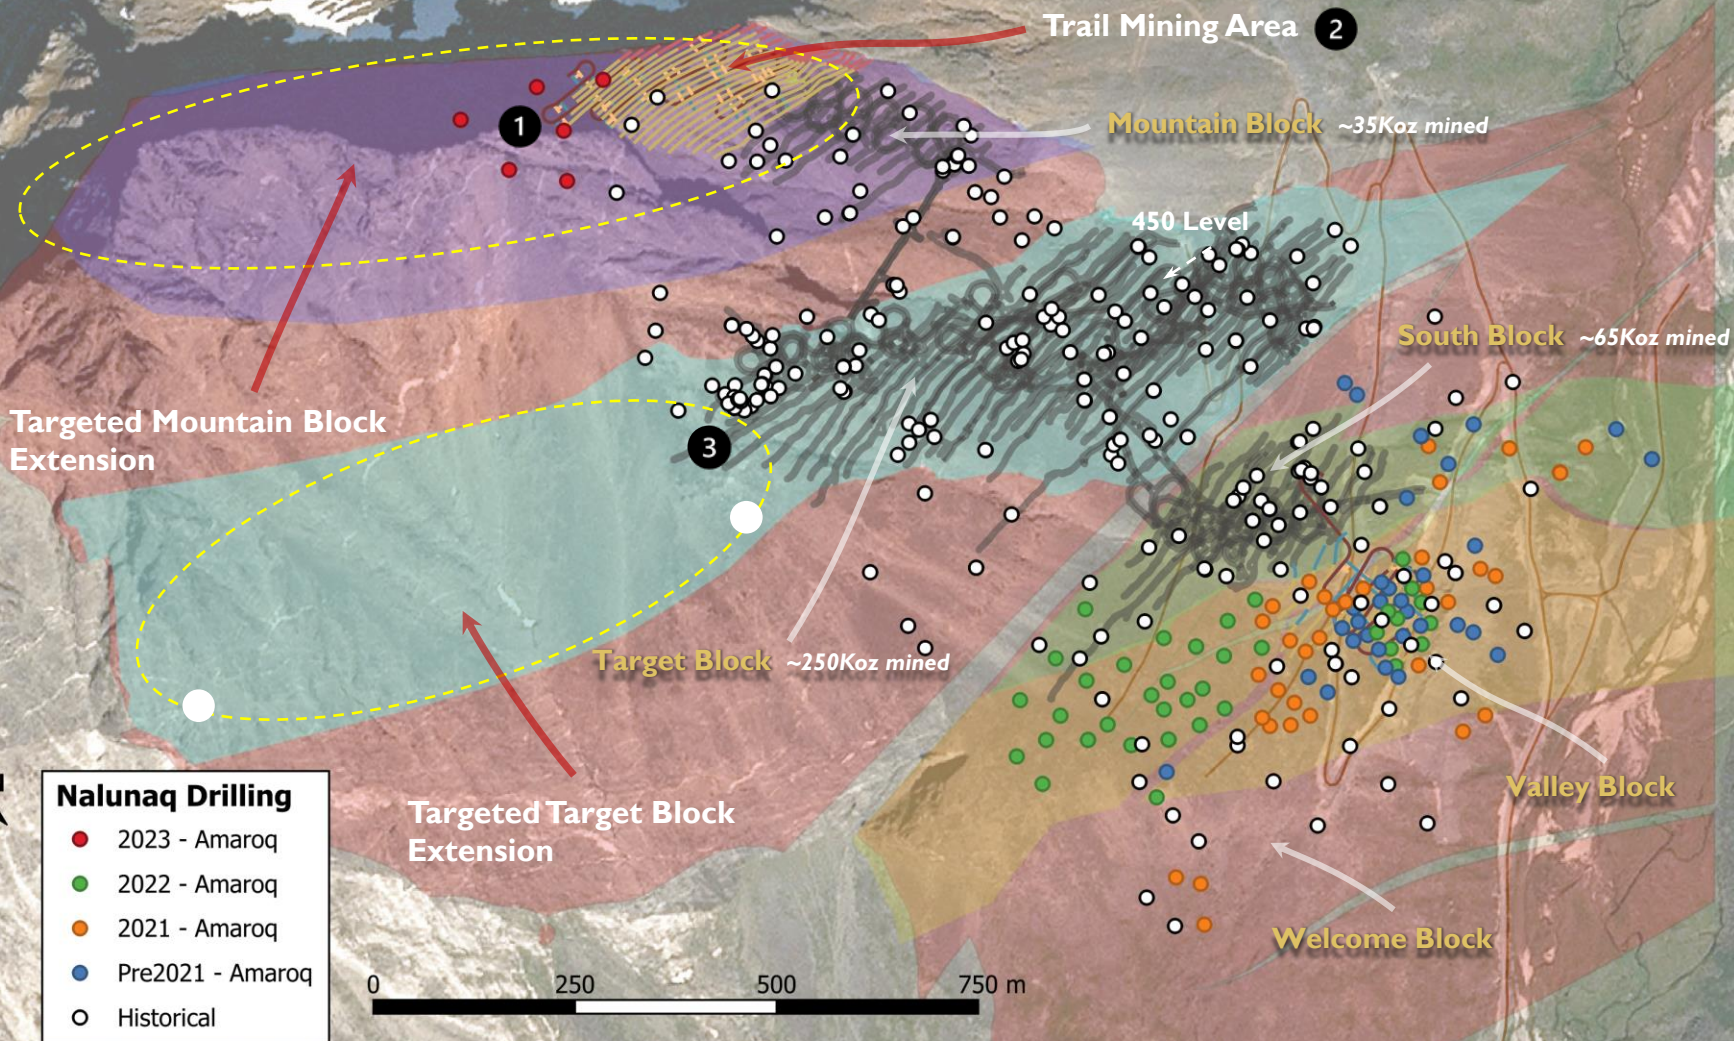 Trail Mining Area 2
1
Mountain Block ~35Koz mined
450 Level
South Block ~65Koz mined
Targeted Mountain Block
Extension
3
Target Block ~250Koz mined
Valley Block
Targeted Target Block
Extension
Welcome Block
Nalunaq Drilling
2023 - Amaroq
2022 - Amaroq
2021 - Amaroq
Pre2021 - Amaroq
Historical
0 250 500 750 m